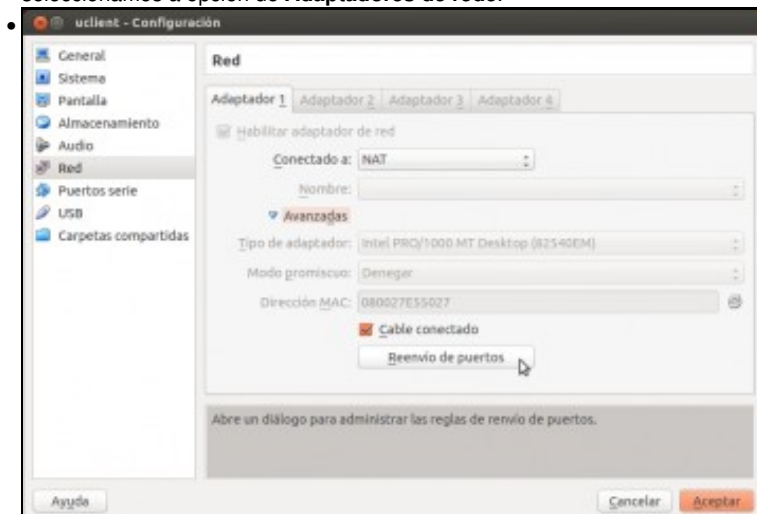 seleccionamos a opción de Adaptadores de rede.
uclient - Configuración
General
Sistema
Pantalla
Almacenamiento
Audio
Red
Puertos serie
USB
Carpetas compartidas
Red
Adaptador 1 Adaptador 2 Adaptador 3 Adaptador 4
Habilitar adaptador de red
Conectado a: NAT
Nombre:
Avanzadas
Tipo de adaptador: Intel PRO/1000 MT Desktop (82540EM)
Modo promiscuo: Denegar
Dirección MAC: 080027E55027
Cable conectado
Reenvío de puertos
Abre un diálogo para administrar las reglas de renvio de puertos.
Ayuda Cancelar Aceptar